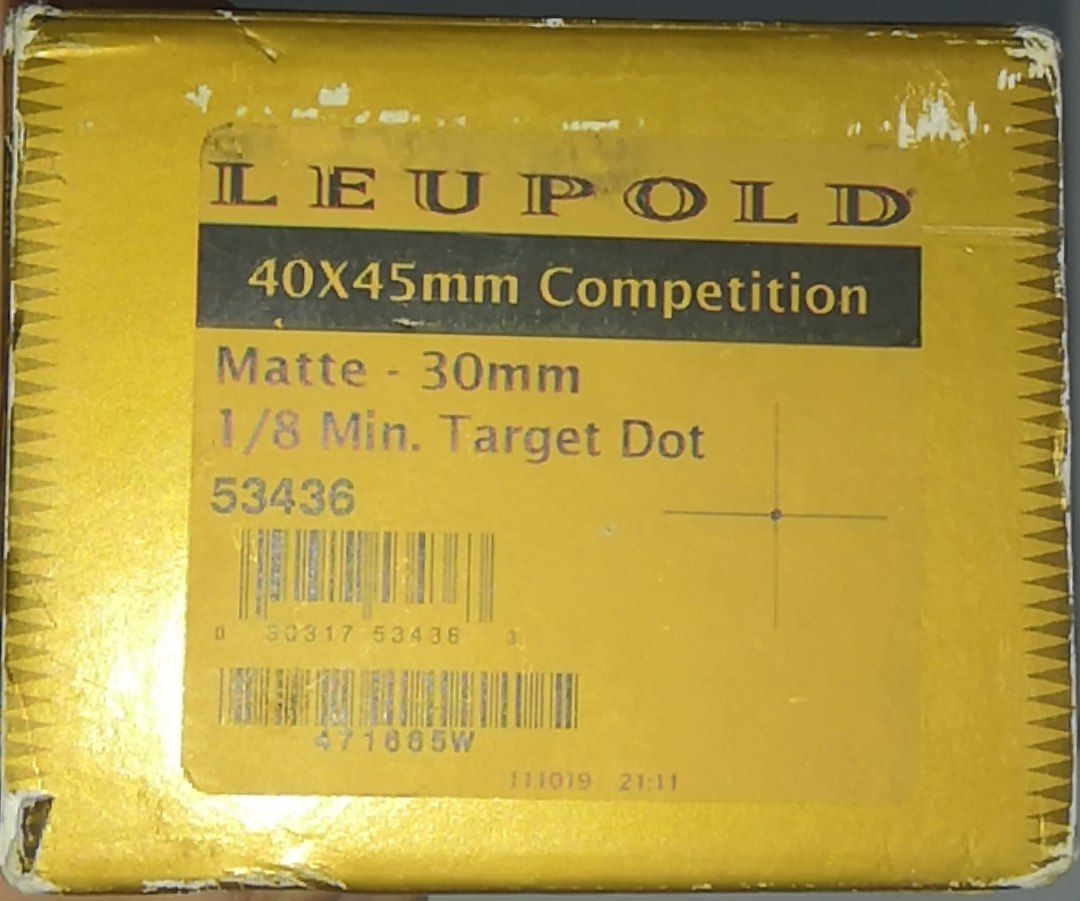 LEUPOLD
40X45mm Competition
Matte - 30mm
1/8 Min. Target Dot
53436
0 30317 53436 3
471665W
111019 21:11